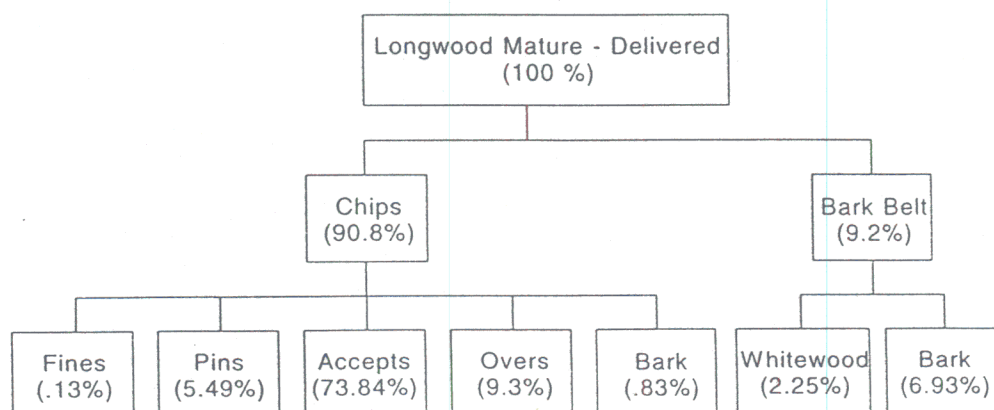 Longwood Mature - Delivered
(100 %)
Chips
(90.8%)
Bark Belt
(9.2%)
Fines
(.13%)
Pins
(5.49%)
Accepts
(73.84%)
Overs
(9.3%)
Bark
(.83%)
Whitewood
(2.25%)
Bark
(6.93%)